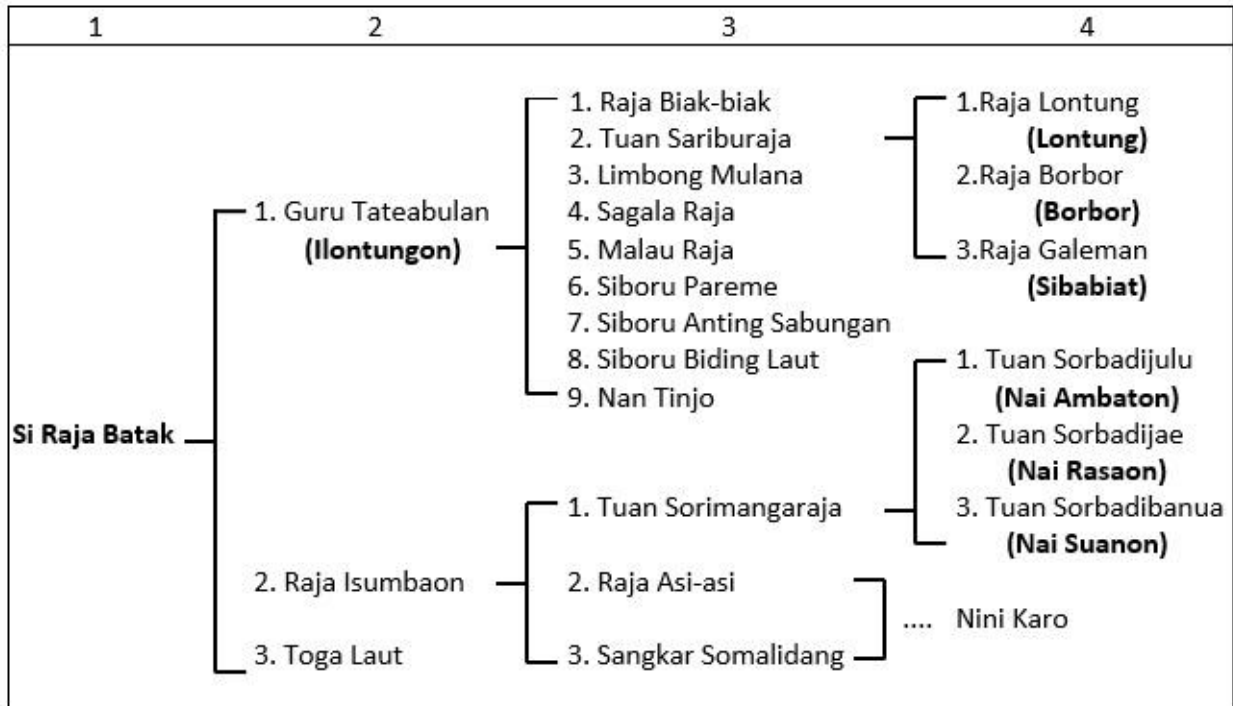 1 2 3 4
Si Raja Batak
1. Guru Tateabulan
(Ilontungon)
2. Raja Isumbaon
3. Toga Laut
1. Raja Biak-biak
2. Tuan Sariburaja
3. Limbong Mulana
4. Sagala Raja
5. Malau Raja
6. Siboru Pareme
7. Siboru Anting Sabungan
8. Siboru Biding Laut
9. Nan Tinjo
1. Tuan Sorimangaraja
2. Raja Asi-asi
3. Sangkar Somalidang
1.Raja Lontung
(Lontung)
2.Raja Borbor
(Borbor)
3.Raja Galeman
(Sibabiat)
1. Tuan Sorbadijulu
(Nai Ambaton)
2. Tuan Sorbadijae
(Nai Rasaon)
3. Tuan Sorbadibanua
(Nai Suanon)
.... Nini Karo